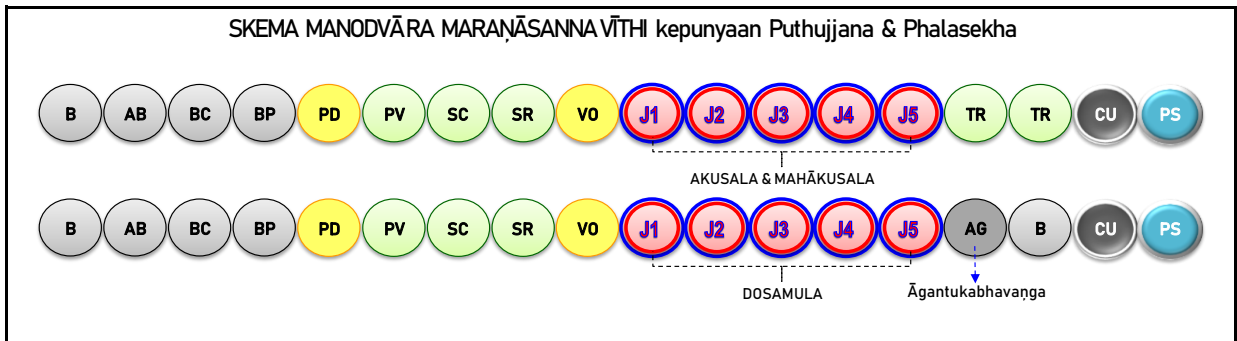 SKEMA MANODVĀRA MARAṆĀSANNA VĪTHI kepunyaan Puthujjana & Phalasekha
B AB BC BP PD PV SC SR VO J1 J2 J3 J4 J5 TR TR CU PS
AKUSALA & MAHĀKUSALA
B AB BC BP PD PV SC SR VO J1 J2 J3 J4 J5 AG B CU PS
DOSAMULA
Āgantukabhavaṇga